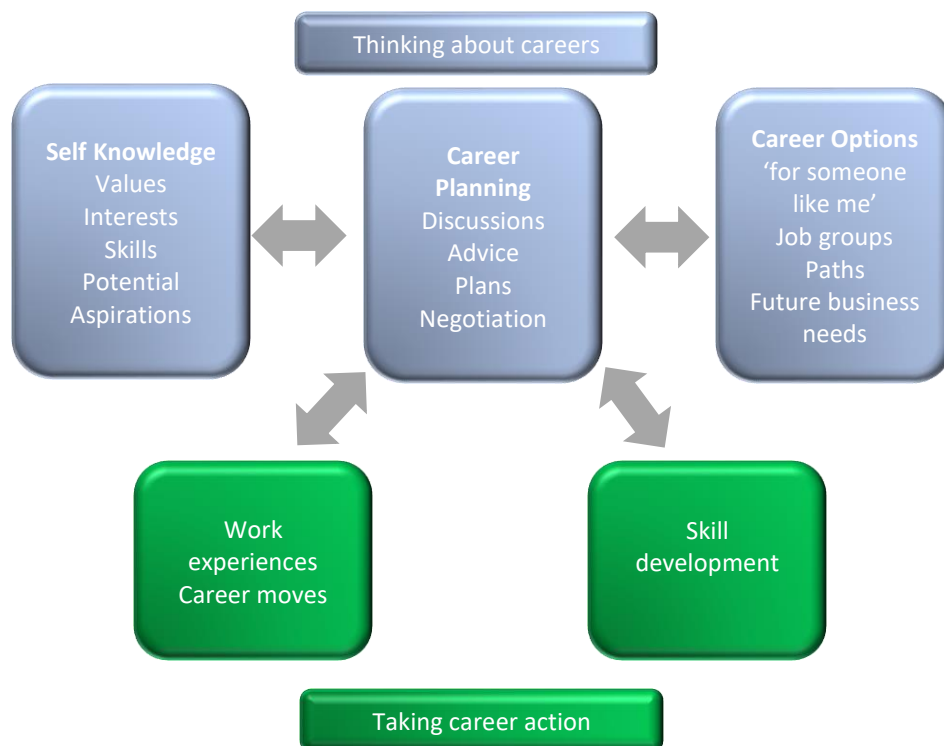 Thinking about careers
Self Knowledge
Values
Interests
Skills
Potential
Aspirations
Career
Planning
Discussions
Advice
Plans
Negotiation
Career Options
‘for someone
like me’
Job groups
Paths
Future business
needs
Work
experiences
Career moves
Skill
development
Taking career action